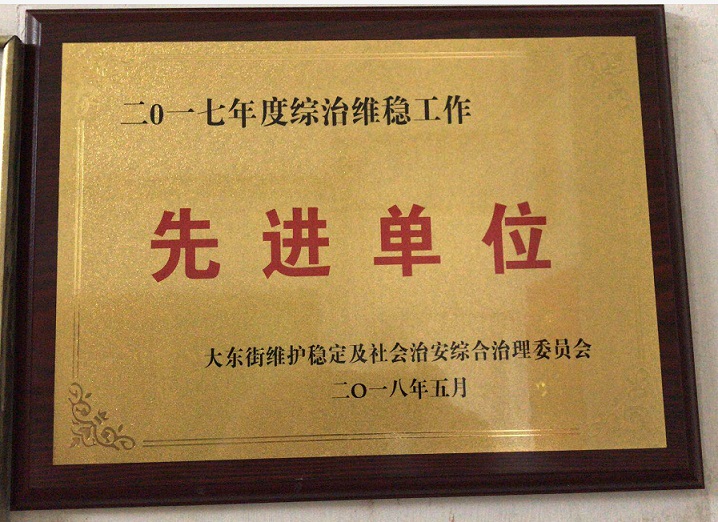 二0一七年度综治维稳工作
先进单位
大东街维护稳定及社会治安综合治理委员会
二〇一八年五月